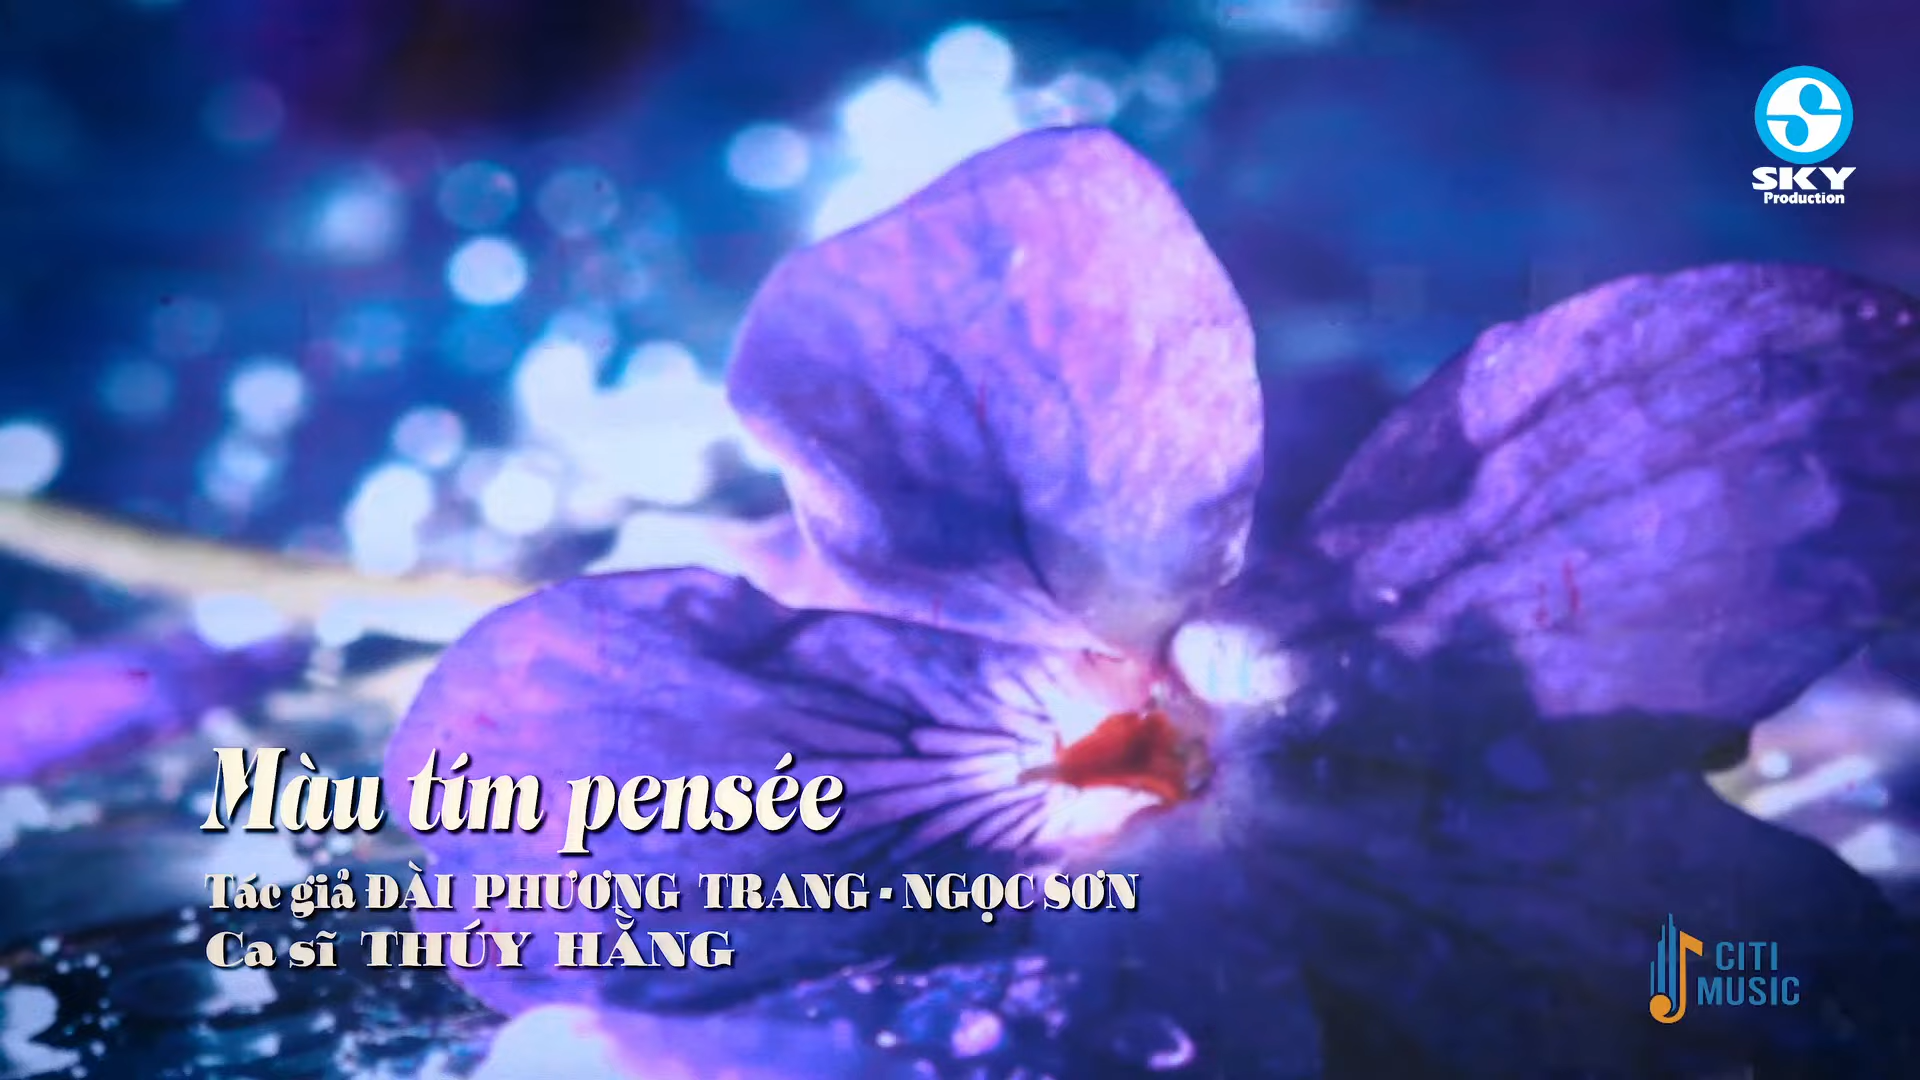 SKY
Production
Màu tím pensée
Tác giả ĐÀI PHƯƠNG TRANG - NGỌC SƠN
Ca sĩ THÚY HẰNG
CITI
MUSIC